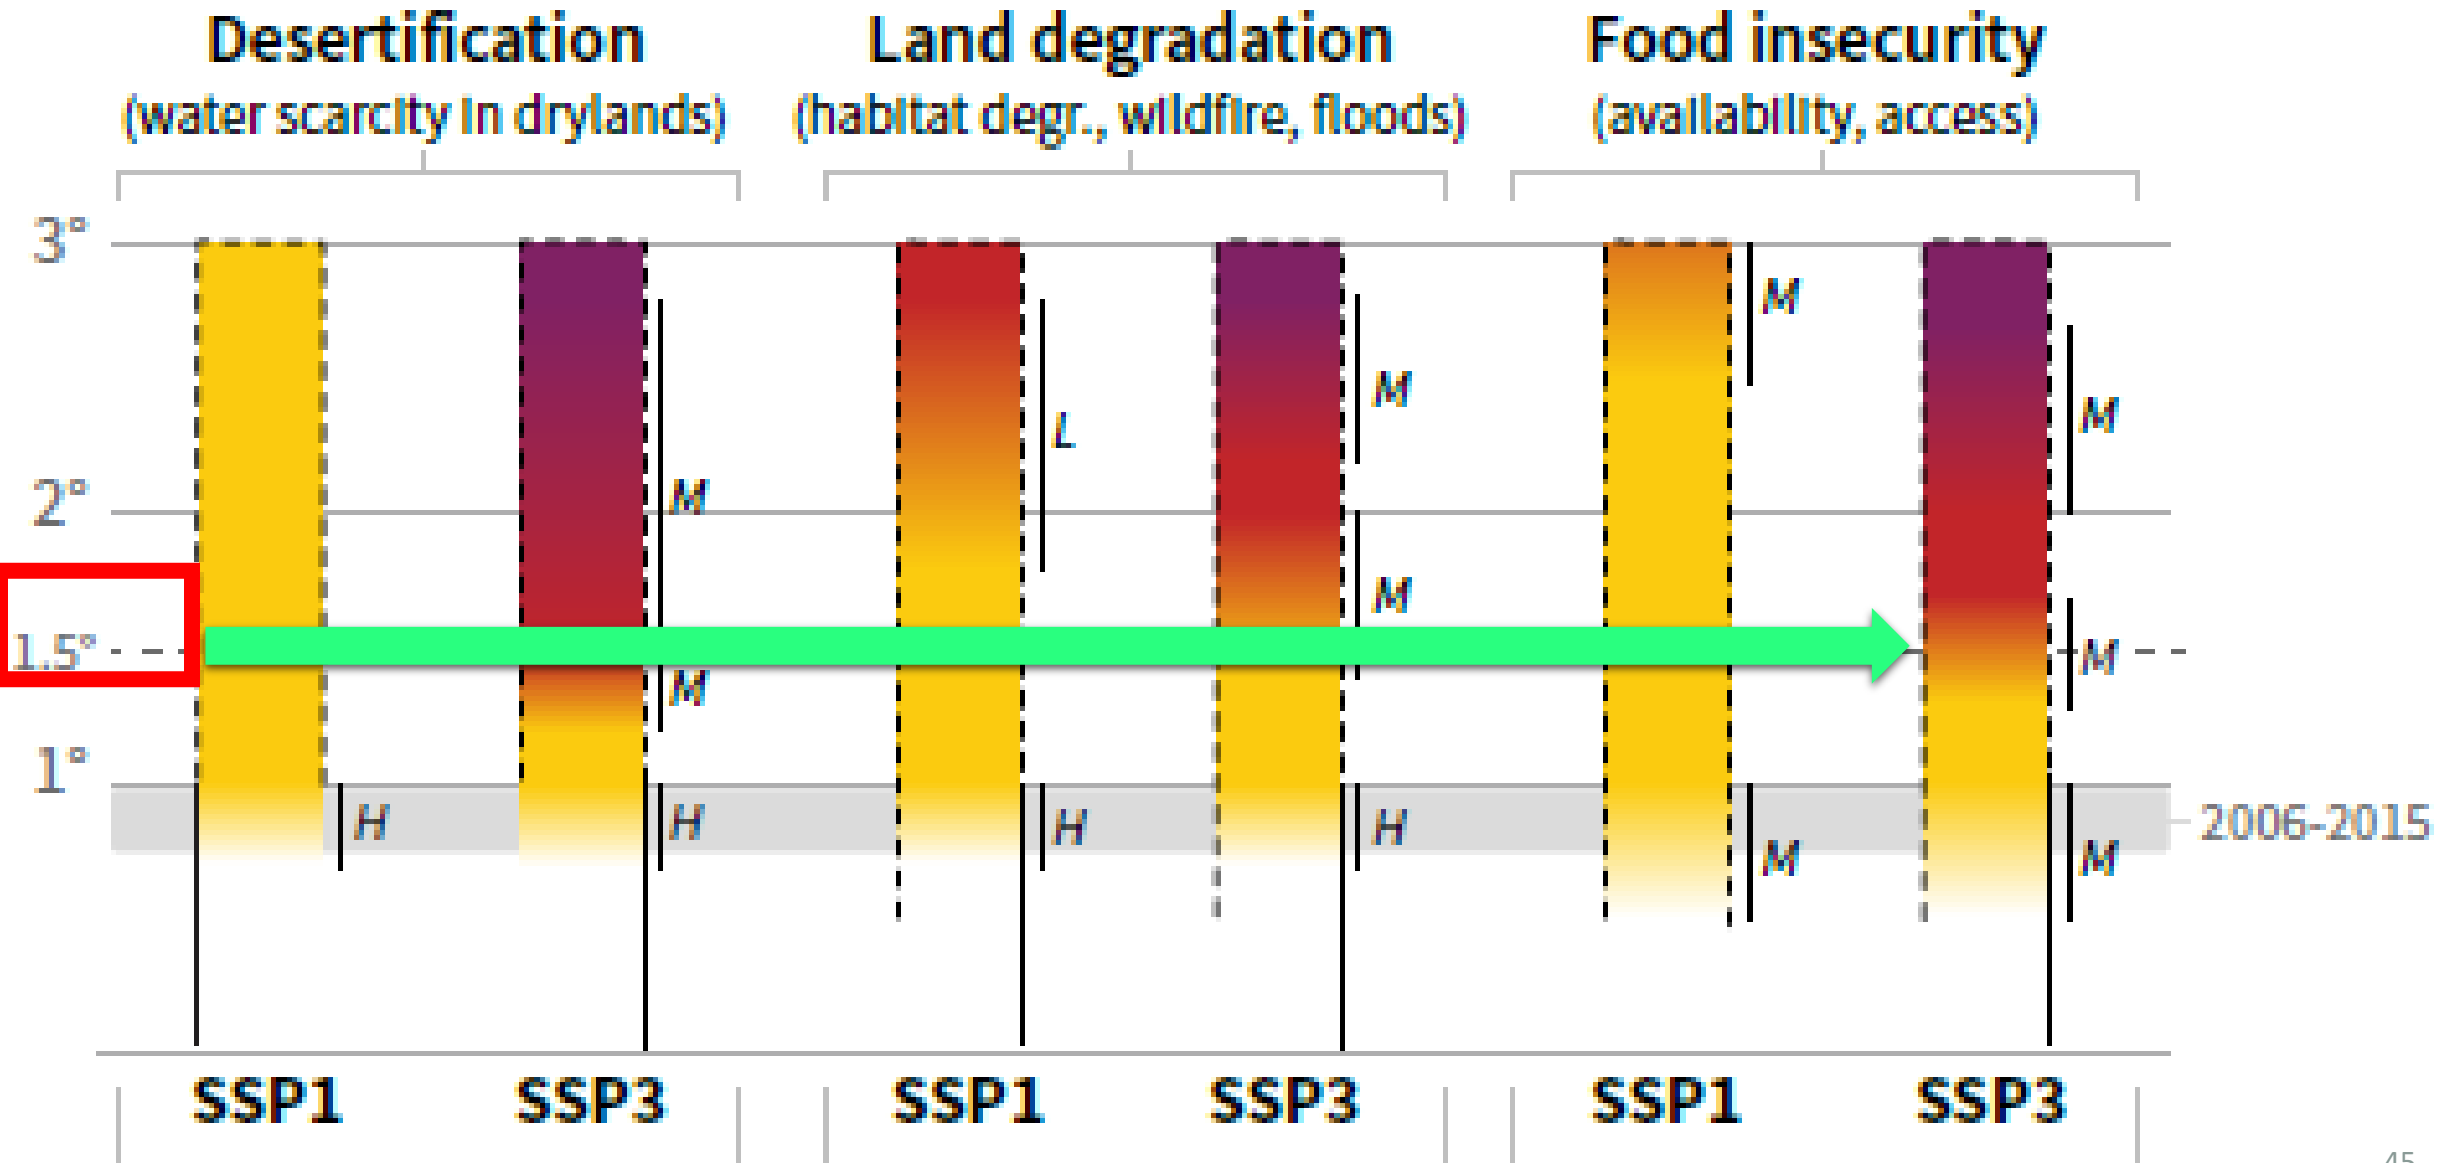 Desertification Land degradation Food insecurity
(water scarcity in drylands) (habitat degr., wildfire, floods) (availability, access)
3°
M
M
L
M
2° M
M
1.5° M
M
1°
H H H H 2006-2015
M M
SSP1 SSP3 SSP1 SSP3 SSP1 SSP3
45